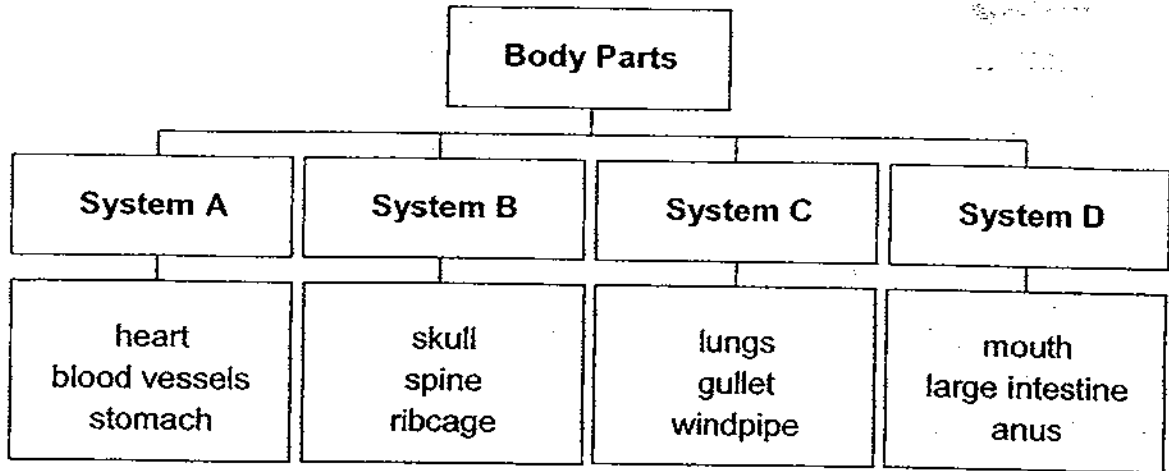 Body Parts
System A
System B
System C
System D
heart
blood vessels
stomach
skull
spine
ribcage
lungs
gullet
windpipe
mouth
large intestine
anus